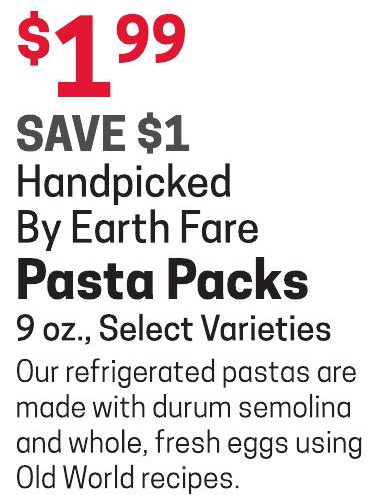 $1.99
SAVE $1
Handpicked
By Earth Fare
Pasta Packs
9 oz., Select Varieties
Our refrigerated pastas are
made with durum semolina
and whole, fresh eggs using
Old World recipes.